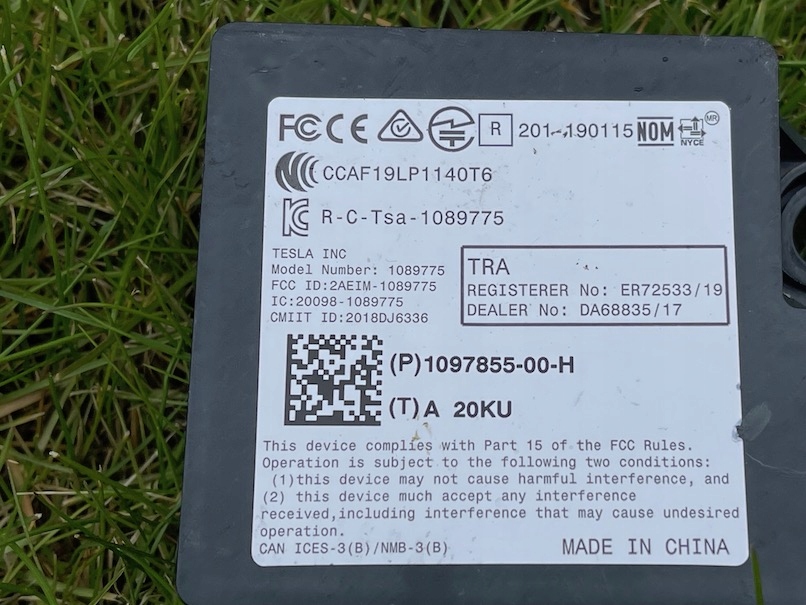 FC CE R 201-190115 NOM NYCE MR
CCAF19LP1140T6
KC R-C-Tsa-1089775
TESLA INC
Model Number: 1089775
FCC ID:2AEIM-1089775
IC:20098-1089775
CMIIT ID:2018DJ6336
TRA
REGISTERER No: ER72533/19
DEALER No: DA68835/17
(P)1097855-00-H
(T)A 20KU
This device complies with Part 15 of the FCC Rules.
Operation is subject to the following two conditions:
(1)this device may not cause harmful interference, and
(2) this device much accept any interference
received,including interference that may cause undesired
operation.
CAN ICES-3(B)/NMB-3(B)
MADE IN CHINA